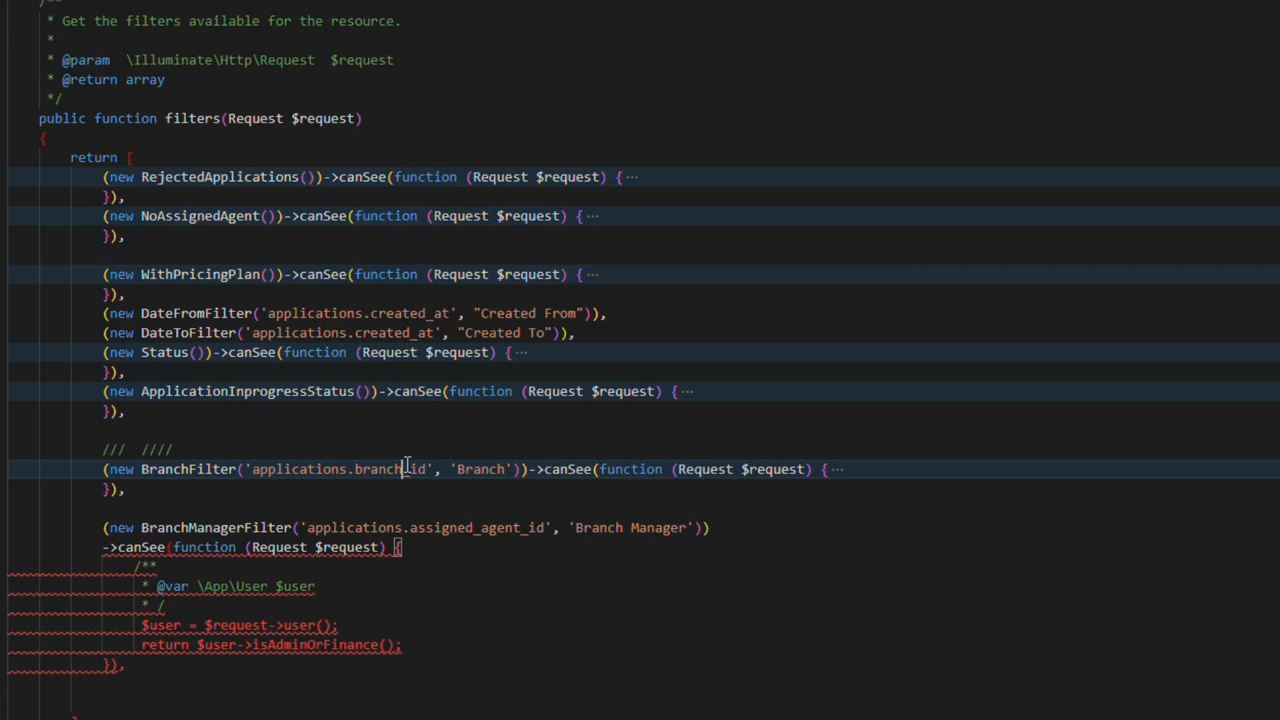 /**
* Get the filters available for the resource.
*
* @param  \Illuminate\Http\Request  $request
* @return array
*/
public function filters(Request $request)
{
return [
(new RejectedApplications())->canSee(function (Request $request) { ···
}),
(new NoAssignedAgent())->canSee(function (Request $request) { ···
}),
(new WithPricingPlan())->canSee(function (Request $request) { ···
}),
(new DateFromFilter('applications.created_at', "Created From")),
(new DateToFilter('applications.created_at', "Created To")),
(new Status())->canSee(function (Request $request) { ···
}),
(new ApplicationInprogressStatus())->canSee(function (Request $request) { ···
}),
///  ////
(new BranchFilter('applications.branch_id', 'Branch'))->canSee(function (Request $request) { ···
}),
(new BranchManagerFilter('applications.assigned_agent_id', 'Branch Manager'))
->canSee(function (Request $request) {
/**
* @var \App\User $user
* /
$user = $request->user();
return $user->isAdminOrFinance();
}),